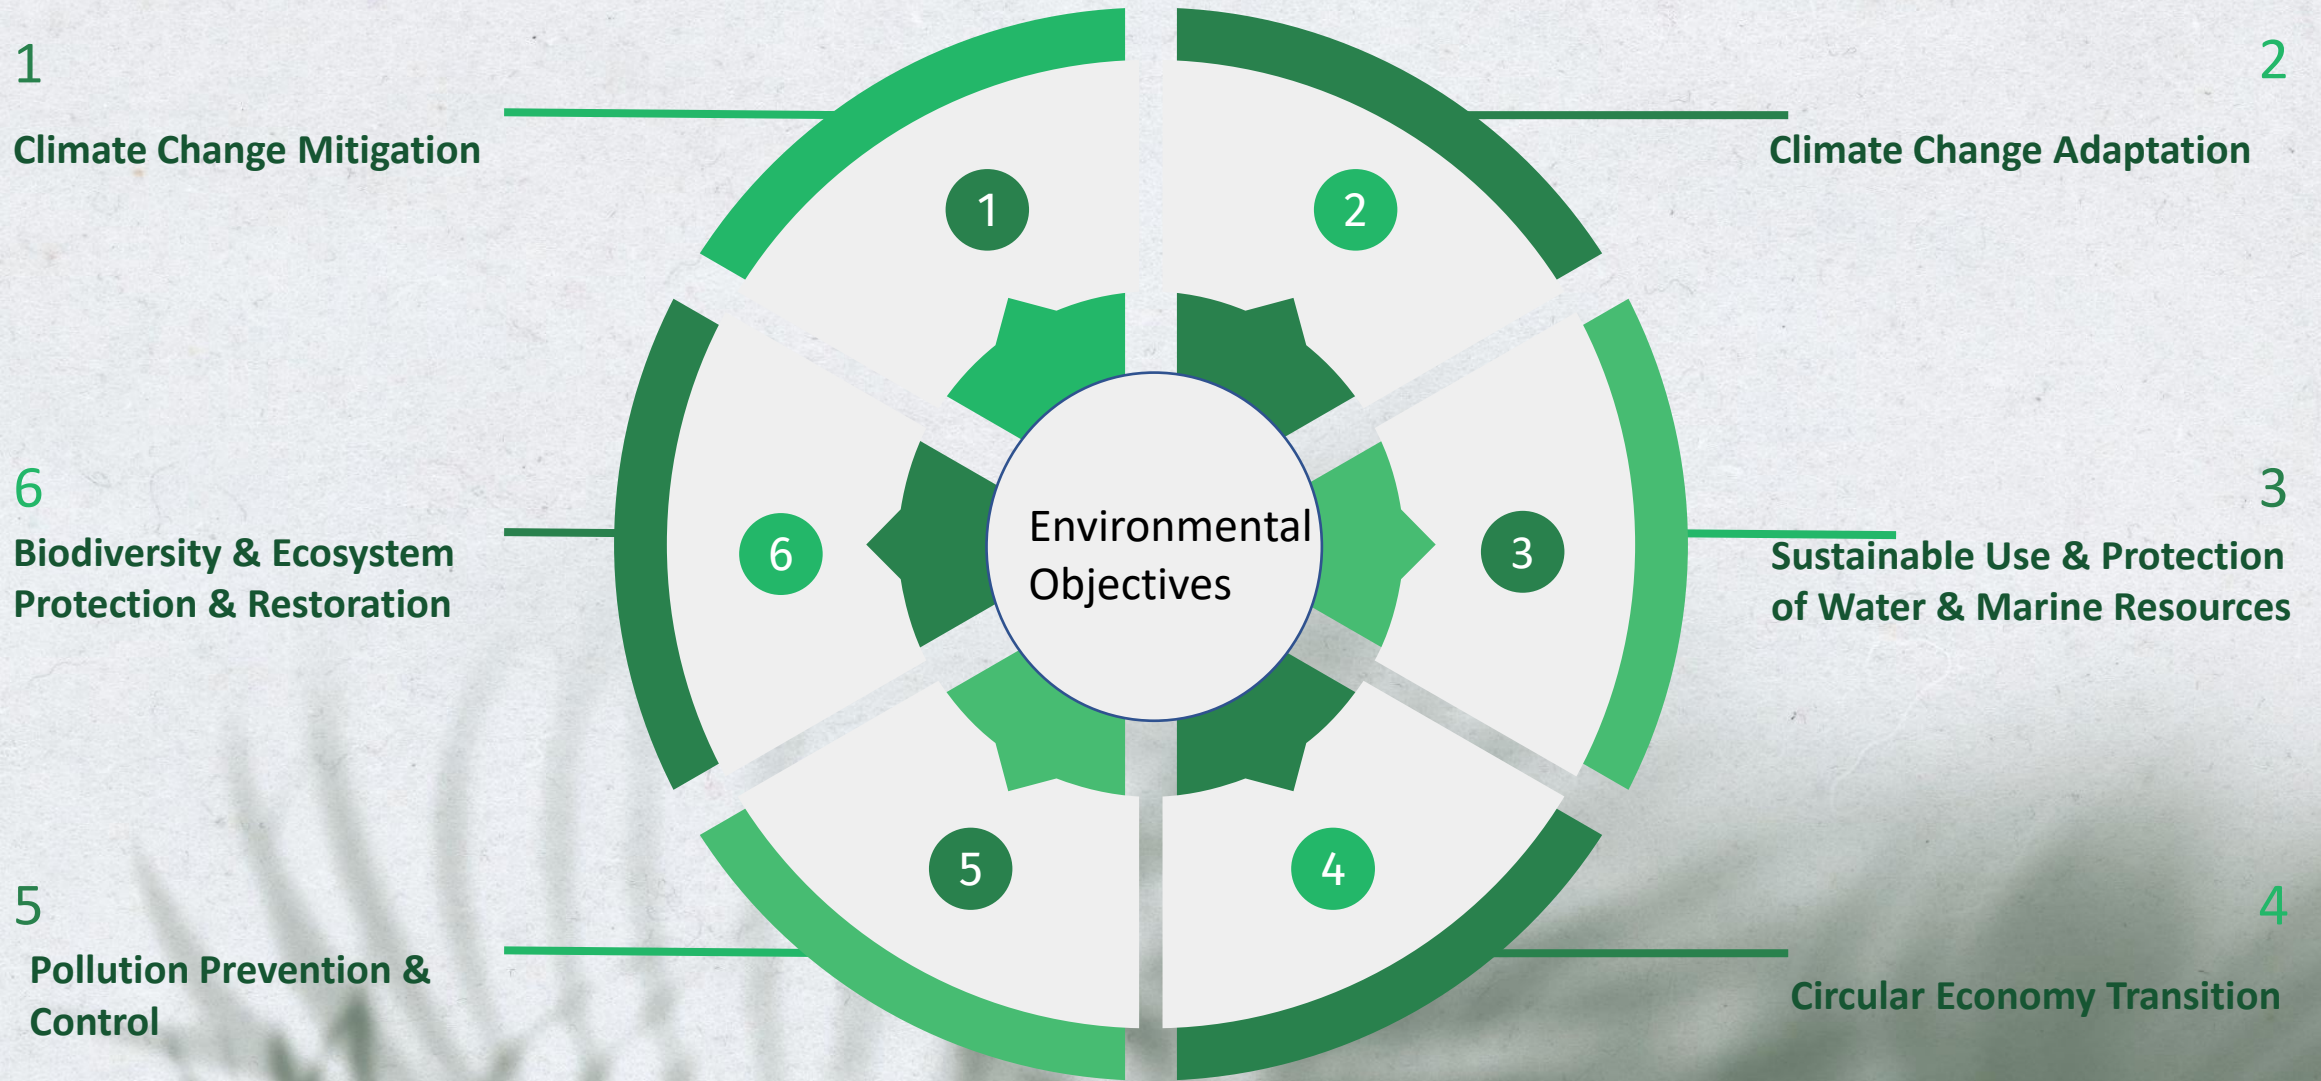 1
Climate Change Mitigation
2
Climate Change Adaptation
1
2
6
Biodiversity & Ecosystem
Protection & Restoration
6
Environmental
Objectives
3
3
Sustainable Use & Protection
of Water & Marine Resources
5
Pollution Prevention &
Control
5
4
4
Circular Economy Transition